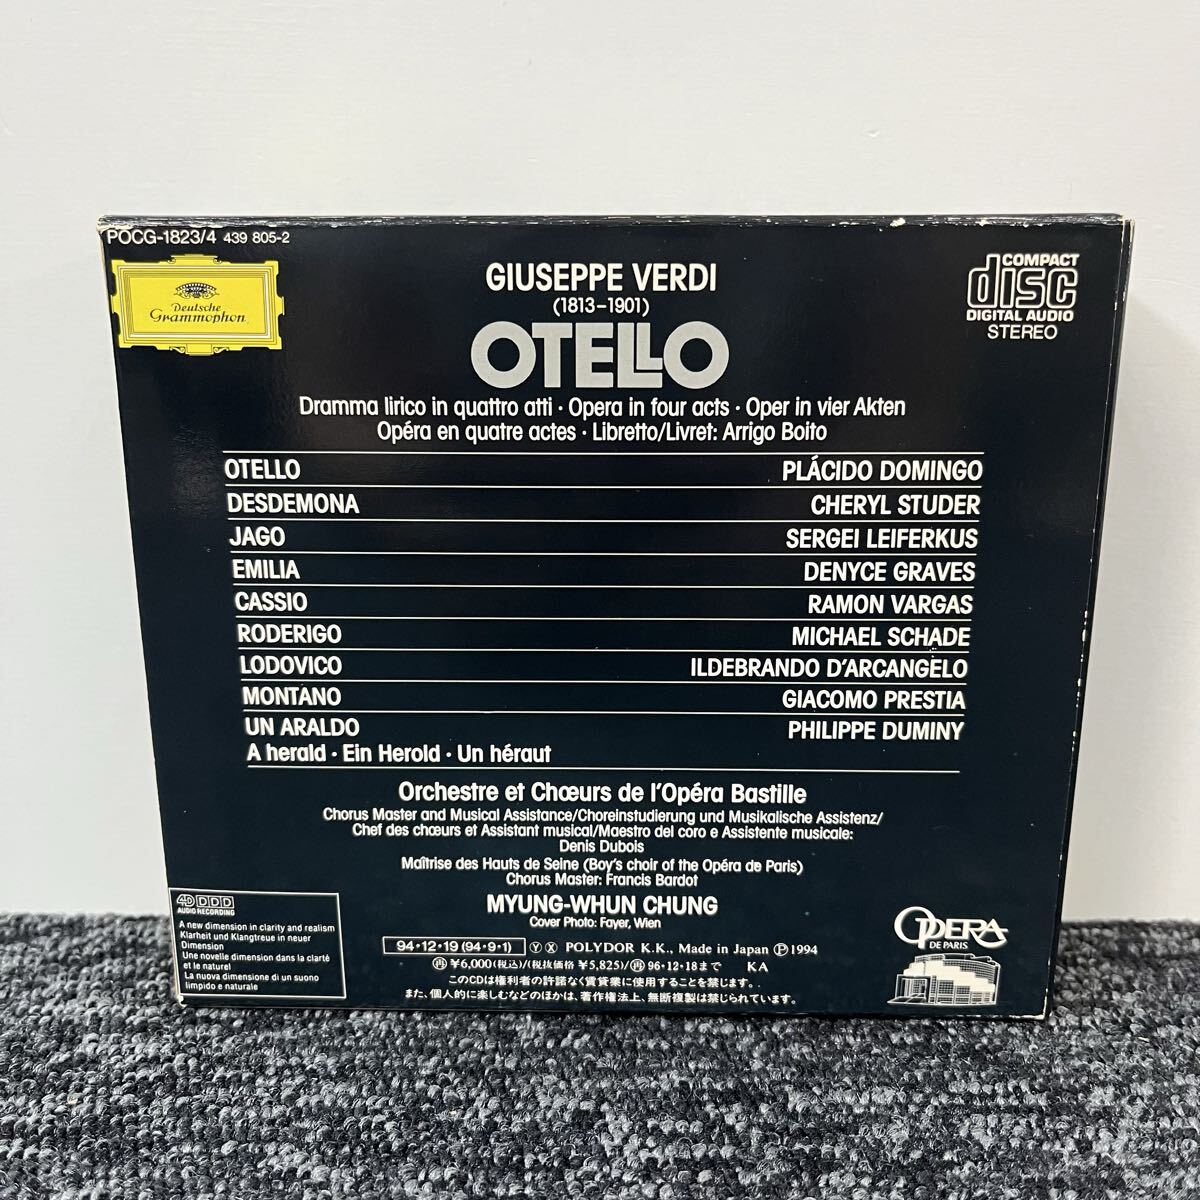 POCG-1823/4 439 805-2
Deutsche
Grammophon
COMPACT
disc
DIGITAL AUDIO
STEREO
GIUSEPPE VERDI
(1813-1901)
OTELLO
Dramma lirico in quattro atti · Opera in four acts · Oper in vier Akten
Opéra en quatre actes · Libretto/Livret: Arrigo Boito
OTELLO PLÁCIDO DOMINGO
DESDEMONA CHERYL STUDER
JAGO SERGEI LEIFERKUS
EMILIA DENYCE GRAVES
CASSIO RAMON VARGAS
RODERIGO MICHAEL SCHADE
LODOVICO ILDEBRANDO D'ARCANGELO
MONTANO GIACOMO PRESTIA
UN ARALDO PHILIPPE DUMINY
A herald · Ein Herold · Un héraut
Orchestre et Chœurs de l'Opéra Bastille
Chorus Master and Musical Assistance/Choreinstudierung und Musikalische Assistenz/
Chef des chœurs et Assistant musical/Maestro del coro e Assistente musicale:
Denis Dubois
Maîtrise des Hauts de Seine (Boy's choir of the Opéra de Paris)
Chorus Master: Francis Bardot
MYUNG-WHUN CHUNG
Cover Photo: Fayer, Wien
4D DDD
AUDIO RECORDING
A new dimension in clarity and realism
Klarheit und Klangtreue in neuer
Dimension
Une nouvelle dimension dans la clarté
et le naturel
La nuova dimensione di un suono
limpido e naturale
94·12·19 (94·9·1) Ⓨ Ⓧ POLYDOR K.K., Made in Japan Ⓟ 1994
㊢¥6,000(税込)/(税抜価格 ¥5,825)/㊢96·12·18まで KA
このCDは権利者の許諾なく賃貸業に使用することを禁じます。
また、個人的に楽しむなどのほかは、著作権法上、無断複製は禁じられています。
OPERA
DE PARIS